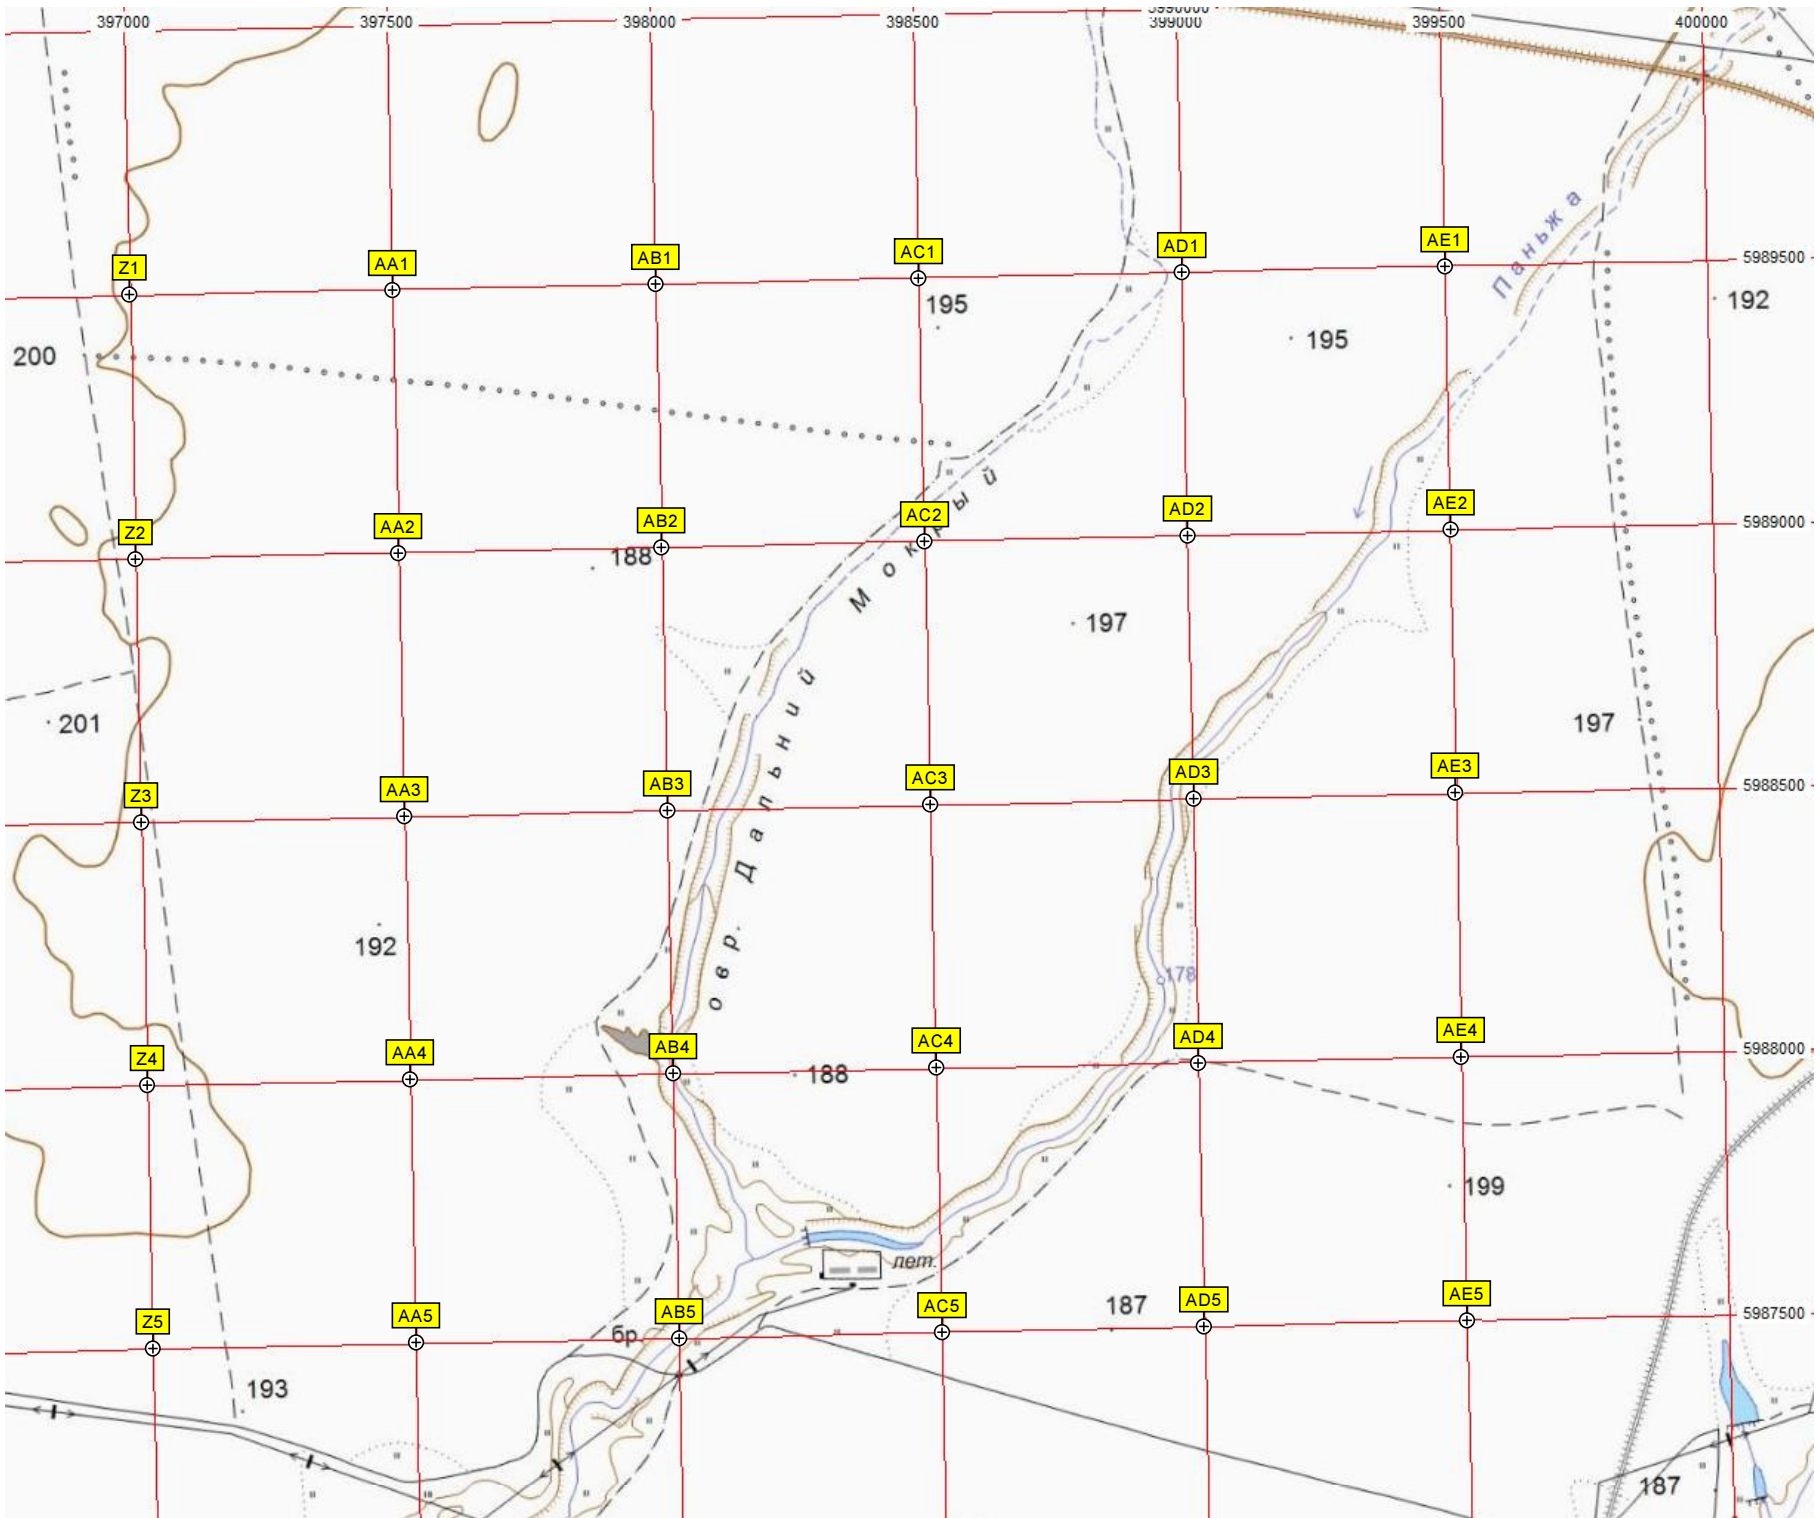 397000 397500 398000 398500 399000 399500 400000
5990000
Паньжа
Z1 AA1 AB1 AC1 AD1 AE1 5989500
195 192
200 195
Z2 AA2 AB2 AC2 AD2 AE2 5989000
188
197
овр. Дальний Мокрый
201 197
Z3 AA3 AB3 AC3 AD3 AE3 5988500
192
178
Z4 AA4 AB4 AC4 AD4 AE4 5988000
188
199
лет.
187
Z5 AA5 AB5 AC5 AD5 AE5 5987500
бр.
193
187